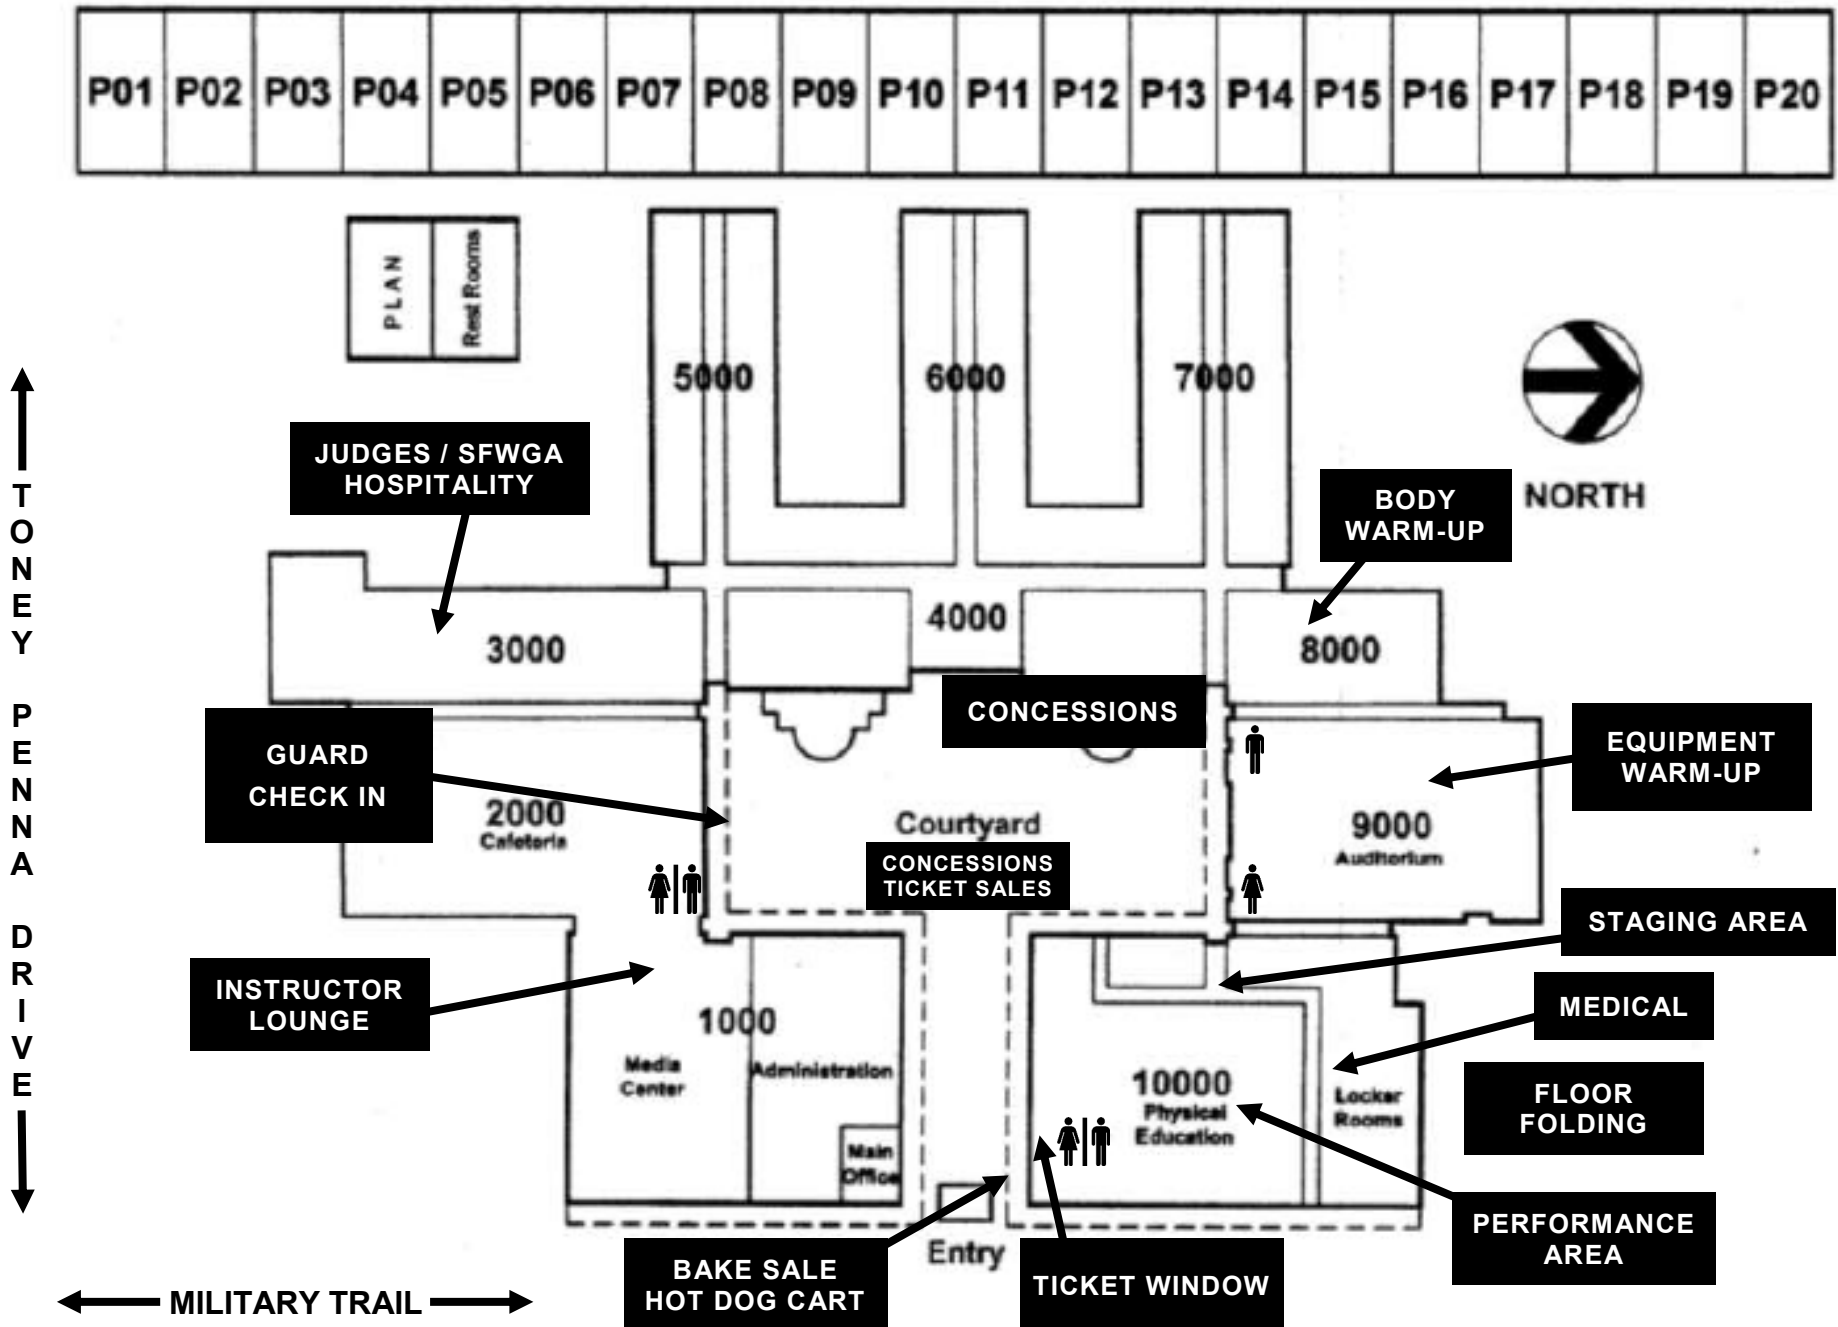 P01 P02 P03 P04 P05 P06 P07 P08 P09 P10 P11 P12 P13 P14 P15 P16 P17 P18 P19 P20
PLAN
Rest Rooms
5000
6000
7000
NORTH
JUDGES / SFWGA
HOSPITALITY
BODY
WARM-UP
TONEY PENNA DRIVE
3000
4000
8000
CONCESSIONS
GUARD
CHECK IN
EQUIPMENT
WARM-UP
2000
Cafeteria
Courtyard
CONCESSIONS
TICKET SALES
9000
Auditorium
STAGING AREA
INSTRUCTOR
LOUNGE
MEDICAL
1000
Media
Center
Administration
Main
Office
10000
Physical
Education
Locker
Rooms
FLOOR
FOLDING
PERFORMANCE
AREA
Entry
BAKE SALE
HOT DOG CART
TICKET WINDOW
MILITARY TRAIL